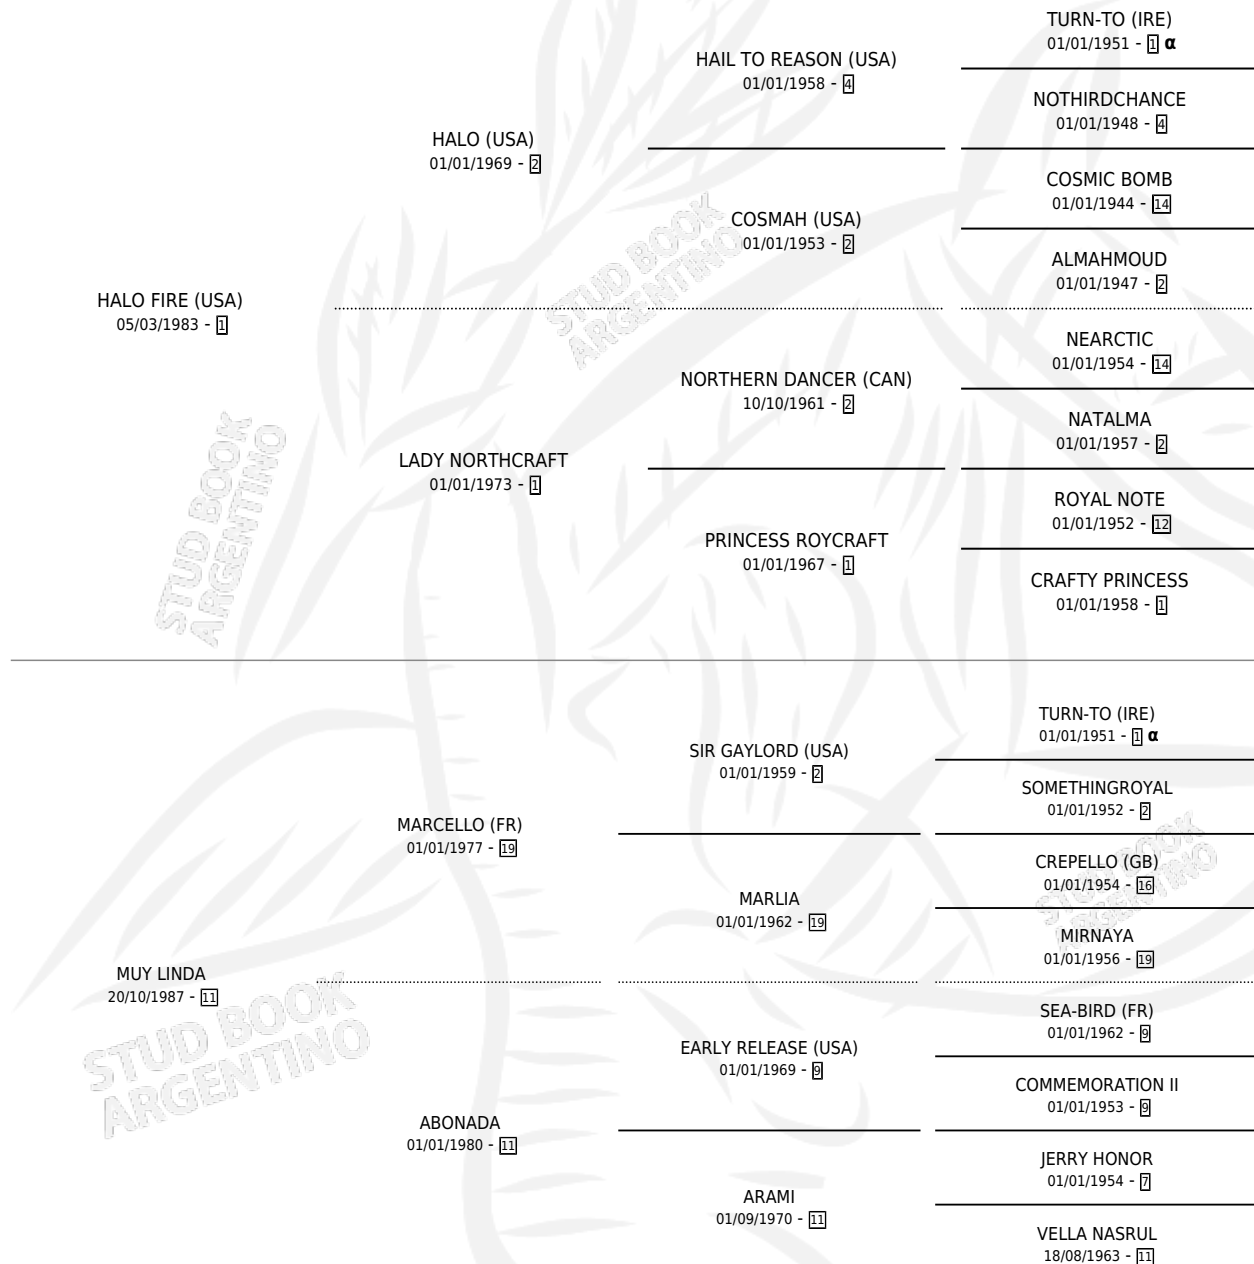 TURN-TO (IRE)
01/01/1951 - 1 α
HAIL TO REASON (USA)
01/01/1958 - 4
NOTHIRDCHANCE
01/01/1948 - 4
HALO (USA)
01/01/1969 - 2
COSMIC BOMB
01/01/1944 - 14
COSMAH (USA)
01/01/1953 - 2
ALMAHMOUD
01/01/1947 - 2
HALO FIRE (USA)
05/03/1983 - 1
NEARCTIC
01/01/1954 - 14
NORTHERN DANCER (CAN)
10/10/1961 - 2
NATALMA
01/01/1957 - 2
LADY NORTHCRAFT
01/01/1973 - 1
ROYAL NOTE
01/01/1952 - 12
PRINCESS ROYCRAFT
01/01/1967 - 1
CRAFTY PRINCESS
01/01/1958 - 1
TURN-TO (IRE)
01/01/1951 - 1 α
SIR GAYLORD (USA)
01/01/1959 - 2
SOMETHINGROYAL
01/01/1952 - 2
MARCELLO (FR)
01/01/1977 - 19
CREPELLO (GB)
01/01/1954 - 16
MARLIA
01/01/1962 - 19
MIRNAYA
01/01/1956 - 19
MUY LINDA
20/10/1987 - 11
SEA-BIRD (FR)
01/01/1962 - 9
EARLY RELEASE (USA)
01/01/1969 - 9
COMMEMORATION II
01/01/1953 - 9
ABONADA
01/01/1980 - 11
JERRY HONOR
01/01/1954 - 7
ARAMI
01/09/1970 - 11
VELLA NASRUL
18/08/1963 - 11
STUD BOOK
ARGENTINO
STUD BOOK
ARGENTINO
STUD BOOK
ARGENTINO
STUD BOOK
ARGENTINO